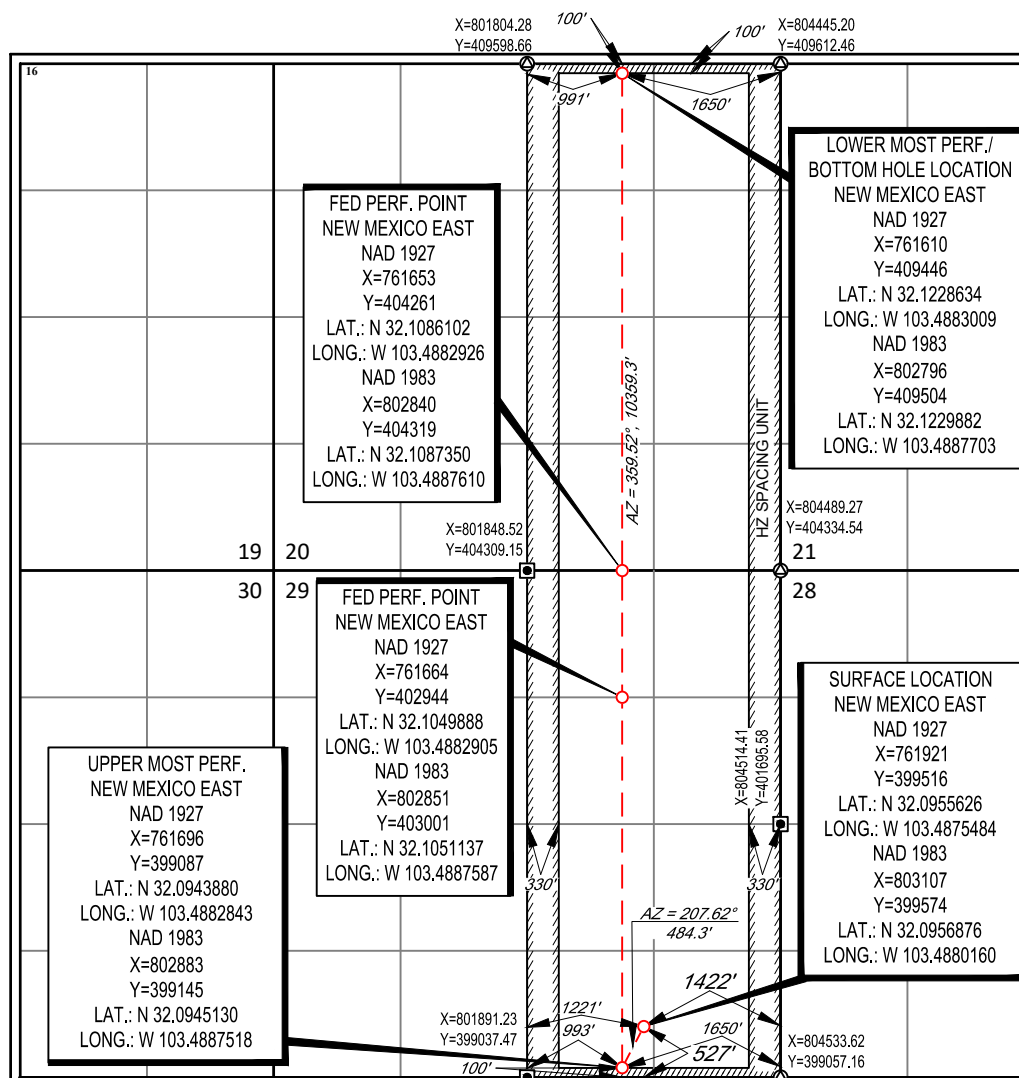 X=801804.28
Y=409598.66
100'
100'
X=804445.20
Y=409612.46
16
991'
1650'
LOWER MOST PERF./
BOTTOM HOLE LOCATION
NEW MEXICO EAST
NAD 1927
X=761610
Y=409446
LAT.: N 32.1228634
LONG.: W 103.4883009
NAD 1983
X=802796
Y=409504
LAT.: N 32.1229882
LONG.: W 103.4887703
FED PERF. POINT
NEW MEXICO EAST
NAD 1927
X=761653
Y=404261
LAT.: N 32.1086102
LONG.: W 103.4882926
NAD 1983
X=802840
Y=404319
LAT.: N 32.1087350
LONG.: W 103.4887610
AZ = 359.52°, 10359.3'
HZ SPACING UNIT
X=801848.52
Y=404309.15
X=804489.27
Y=404334.54
19 20
21
30 29
28
FED PERF. POINT
NEW MEXICO EAST
NAD 1927
X=761664
Y=402944
LAT.: N 32.1049888
LONG.: W 103.4882905
NAD 1983
X=802851
Y=403001
LAT.: N 32.1051137
LONG.: W 103.4887587
X=804514.41
Y=401695.58
SURFACE LOCATION
NEW MEXICO EAST
NAD 1927
X=761921
Y=399516
LAT.: N 32.0955626
LONG.: W 103.4875484
NAD 1983
X=803107
Y=399574
LAT.: N 32.0956876
LONG.: W 103.4880160
UPPER MOST PERF.
NEW MEXICO EAST
NAD 1927
X=761696
Y=399087
LAT.: N 32.0943880
LONG.: W 103.4882843
NAD 1983
X=802883
Y=399145
LAT.: N 32.0945130
LONG.: W 103.4887518
330'
330'
AZ = 207.62°
484.3'
1422'
1221'
X=801891.23
Y=399037.47
993'
1650'
527'
X=804533.62
Y=399057.16
100'